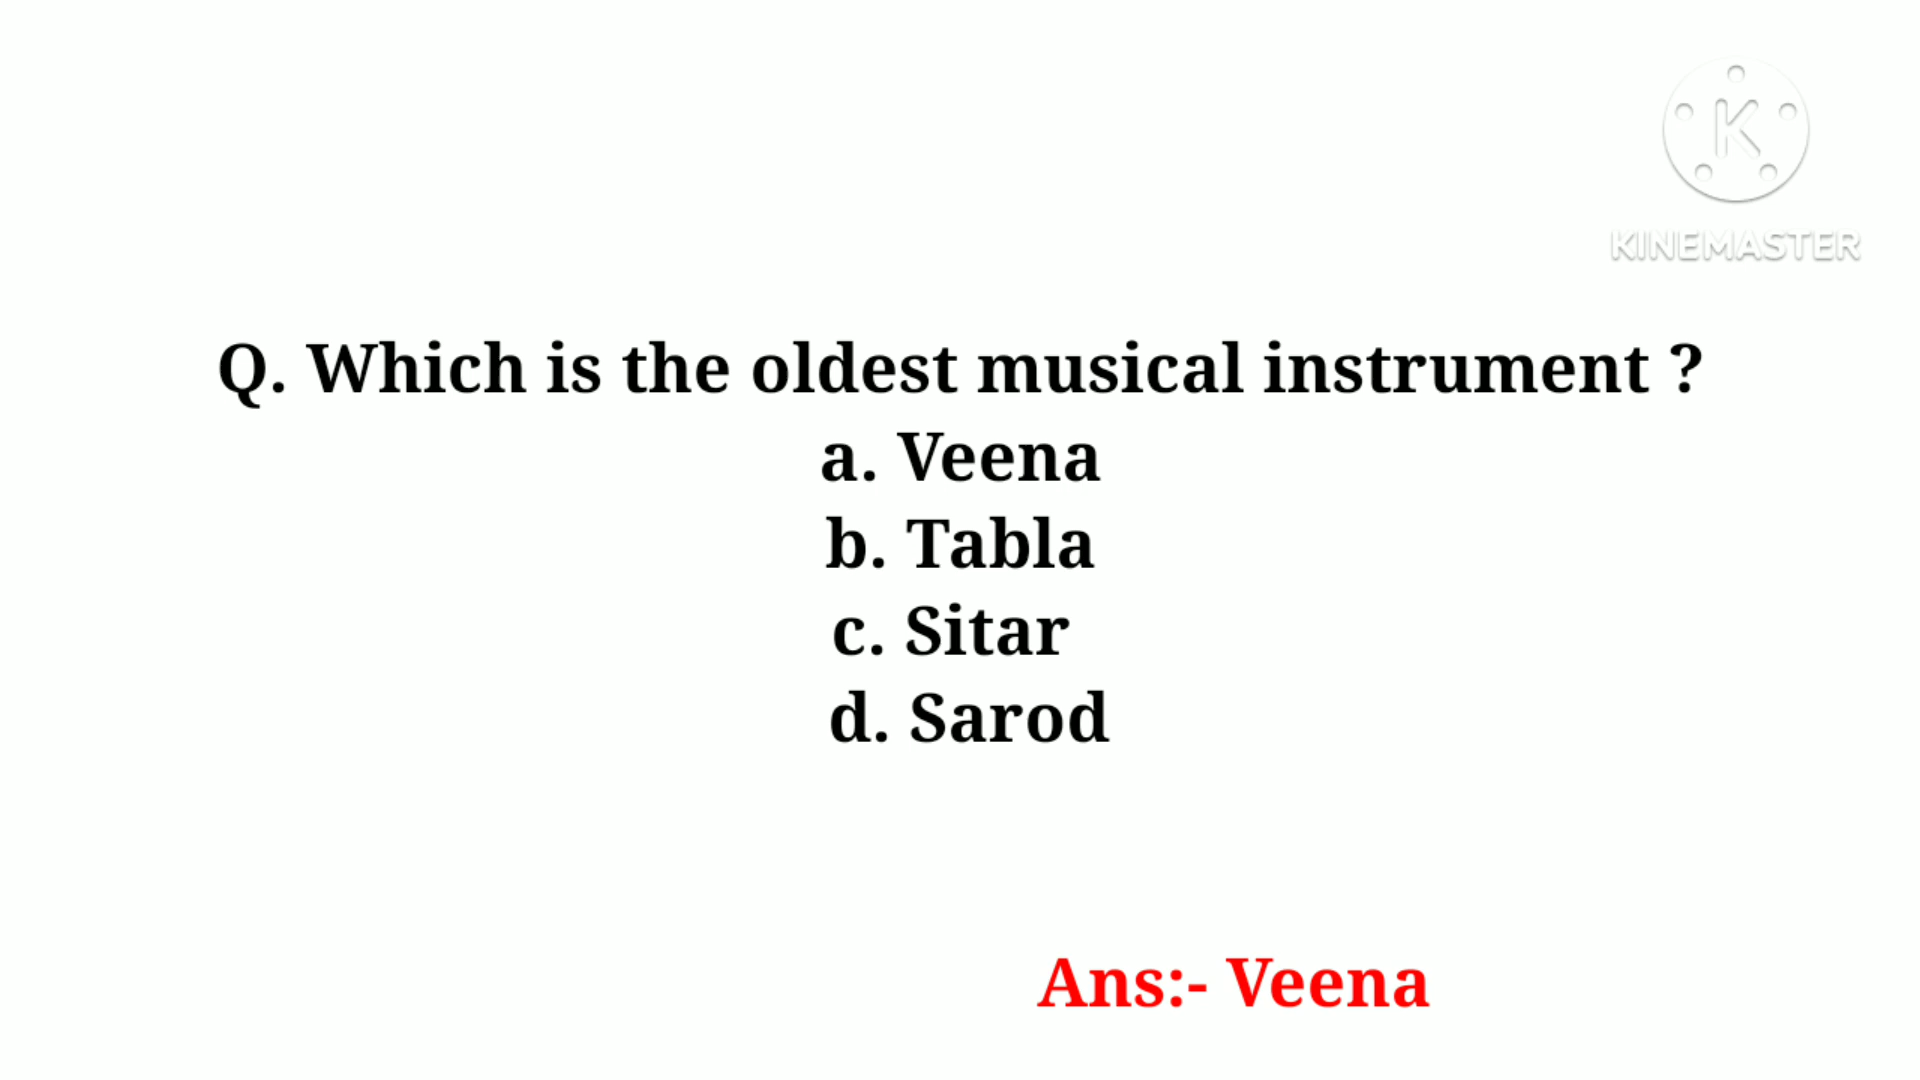 K
KINEMASTER
Q. Which is the oldest musical instrument ?
a. Veena
b. Tabla
c. Sitar
d. Sarod
Ans:- Veena